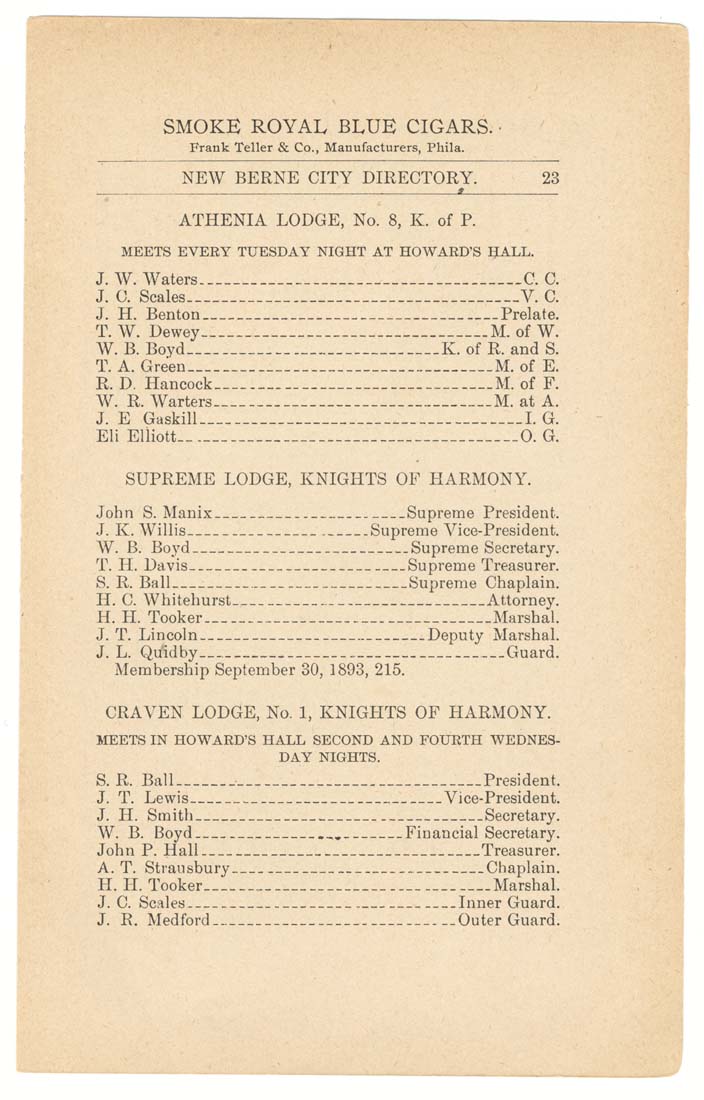 SMOKE ROYAL BLUE CIGARS.
Frank Teller & Co., Manufacturers, Phila.
NEW BERNE CITY DIRECTORY. 23
ATHENIA LODGE, No. 8, K. of P.
MEETS EVERY TUESDAY NIGHT AT HOWARD'S HALL.
J. W. Waters C. C.
J. C. Scales V. C.
J. H. Benton Prelate.
T. W. Dewey M. of W.
W. B. Boyd K. of R. and S.
T. A. Green M. of E.
R. D. Hancock M. of F.
W. R. Warters M. at A.
J. E Gaskill I. G.
Eli Elliott O. G.
SUPREME LODGE, KNIGHTS OF HARMONY.
John S. Manix Supreme President.
J. K. Willis Supreme Vice-President.
W. B. Boyd Supreme Secretary.
T. H. Davis Supreme Treasurer.
S. R. Ball Supreme Chaplain.
H. C. Whitehurst Attorney.
H. H. Tooker Marshal.
J. T. Lincoln Deputy Marshal.
J. L. Quidby Guard.
Membership September 30, 1893, 215.
CRAVEN LODGE, No. 1, KNIGHTS OF HARMONY.
MEETS IN HOWARD'S HALL SECOND AND FOURTH WEDNES-
DAY NIGHTS.
S. R. Ball President.
J. T. Lewis Vice-President.
J. H. Smith Secretary.
W. B. Boyd Financial Secretary.
John P. Hall Treasurer.
A. T. Strausbury Chaplain.
H. H. Tooker Marshal.
J. C. Scales Inner Guard.
J. R. Medford Outer Guard.